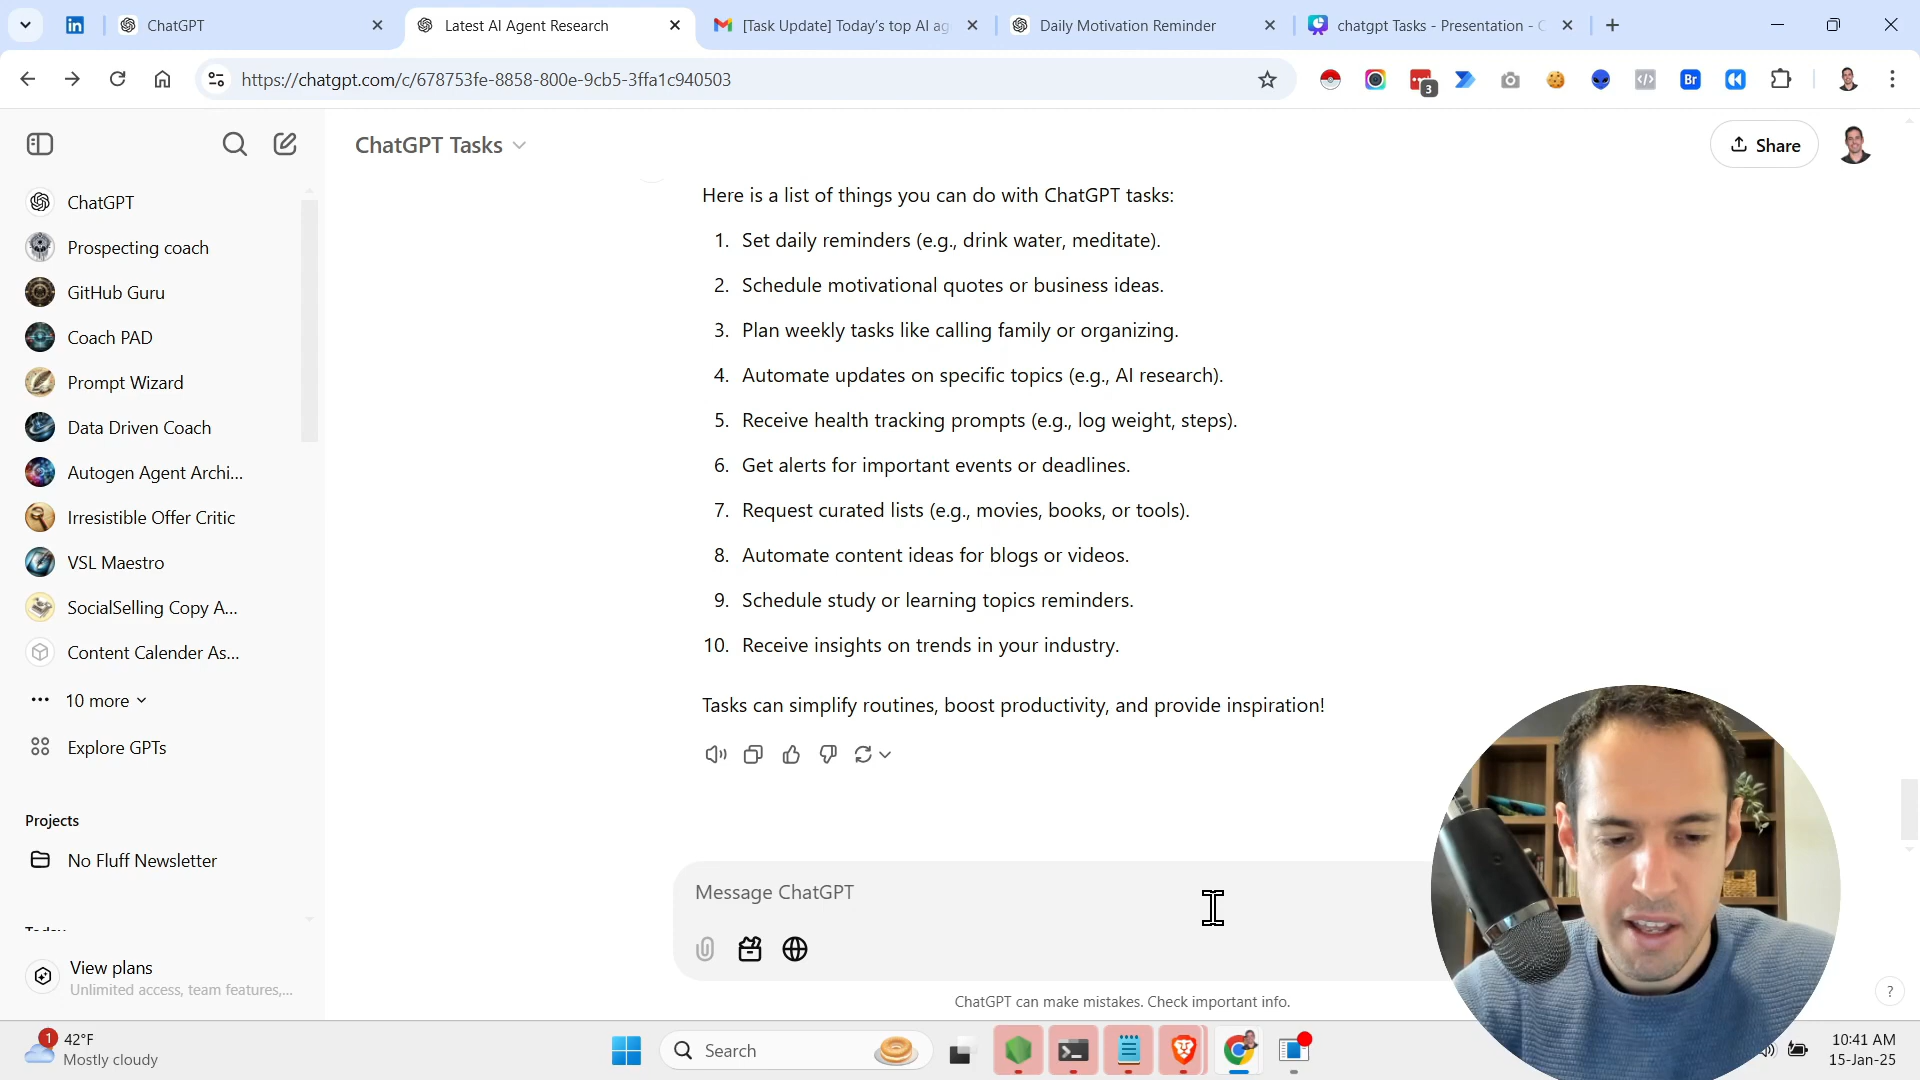 ChatGPT
Latest AI Agent Research
[Task Update] Today's top AI ag
Daily Motivation Reminder
chatgpt Tasks - Presentation - C
https://chatgpt.com/c/678753fe-8858-800e-9cb5-3ffa1c940503
3
Br
ChatGPT Tasks
Share
ChatGPT
Prospecting coach
GitHub Guru
Coach PAD
Prompt Wizard
Data Driven Coach
Autogen Agent Archi...
Irresistible Offer Critic
VSL Maestro
SocialSelling Copy A...
Content Calender As...
10 more
Explore GPTs
Projects
No Fluff Newsletter
Today
View plans
Unlimited access, team features,...
Here is a list of things you can do with ChatGPT tasks:
1. Set daily reminders (e.g., drink water, meditate).
2. Schedule motivational quotes or business ideas.
3. Plan weekly tasks like calling family or organizing.
4. Automate updates on specific topics (e.g., AI research).
5. Receive health tracking prompts (e.g., log weight, steps).
6. Get alerts for important events or deadlines.
7. Request curated lists (e.g., movies, books, or tools).
8. Automate content ideas for blogs or videos.
9. Schedule study or learning topics reminders.
10. Receive insights on trends in your industry.
Tasks can simplify routines, boost productivity, and provide inspiration!
Message ChatGPT
ChatGPT can make mistakes. Check important info.
?
1
42°F
Mostly cloudy
Search
10:41 AM
15-Jan-25